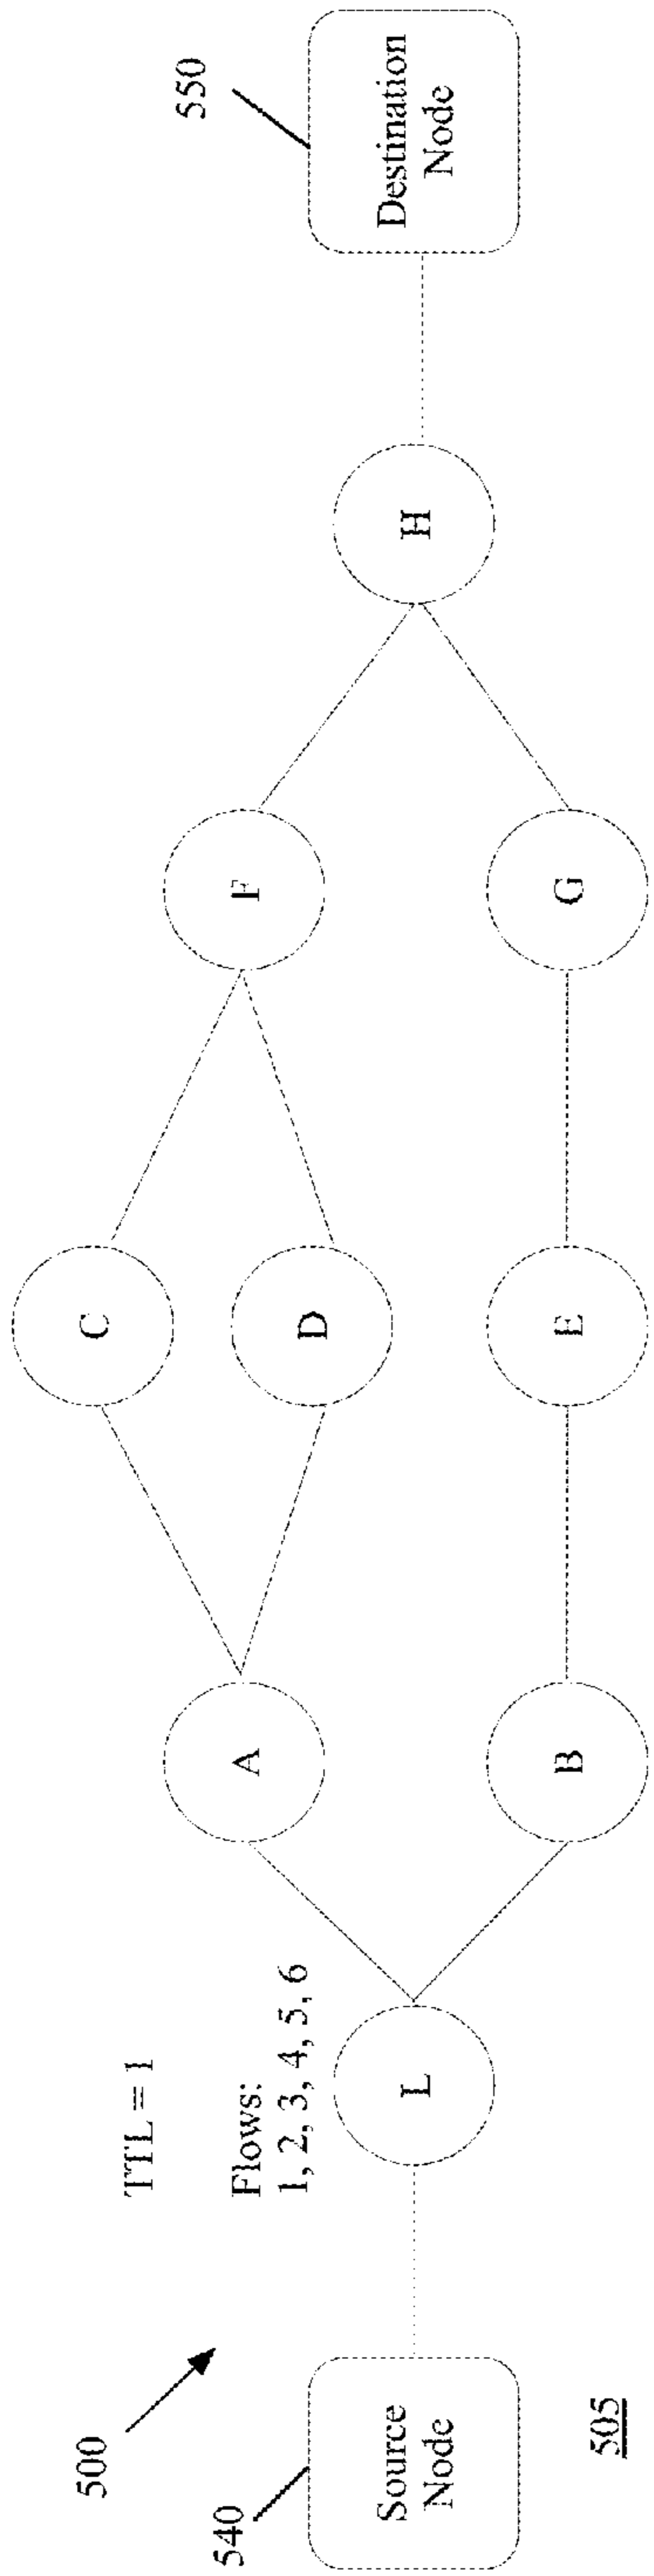 500
TTL = 1
Flows:
1, 2, 3, 4, 5, 6
540
Source
Node
L
A
B
C
D
E
F
G
H
550
Destination
Node
505